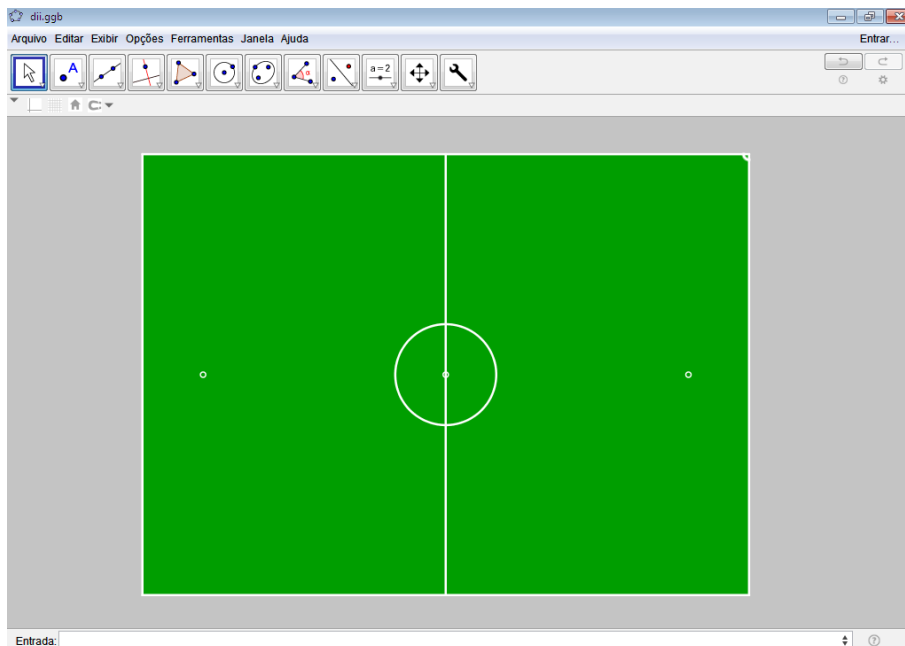 dii.ggb
Arquivo Editar Exibir Opções Ferramentas Janela Ajuda Entrar...
A α a=2
Entrada: